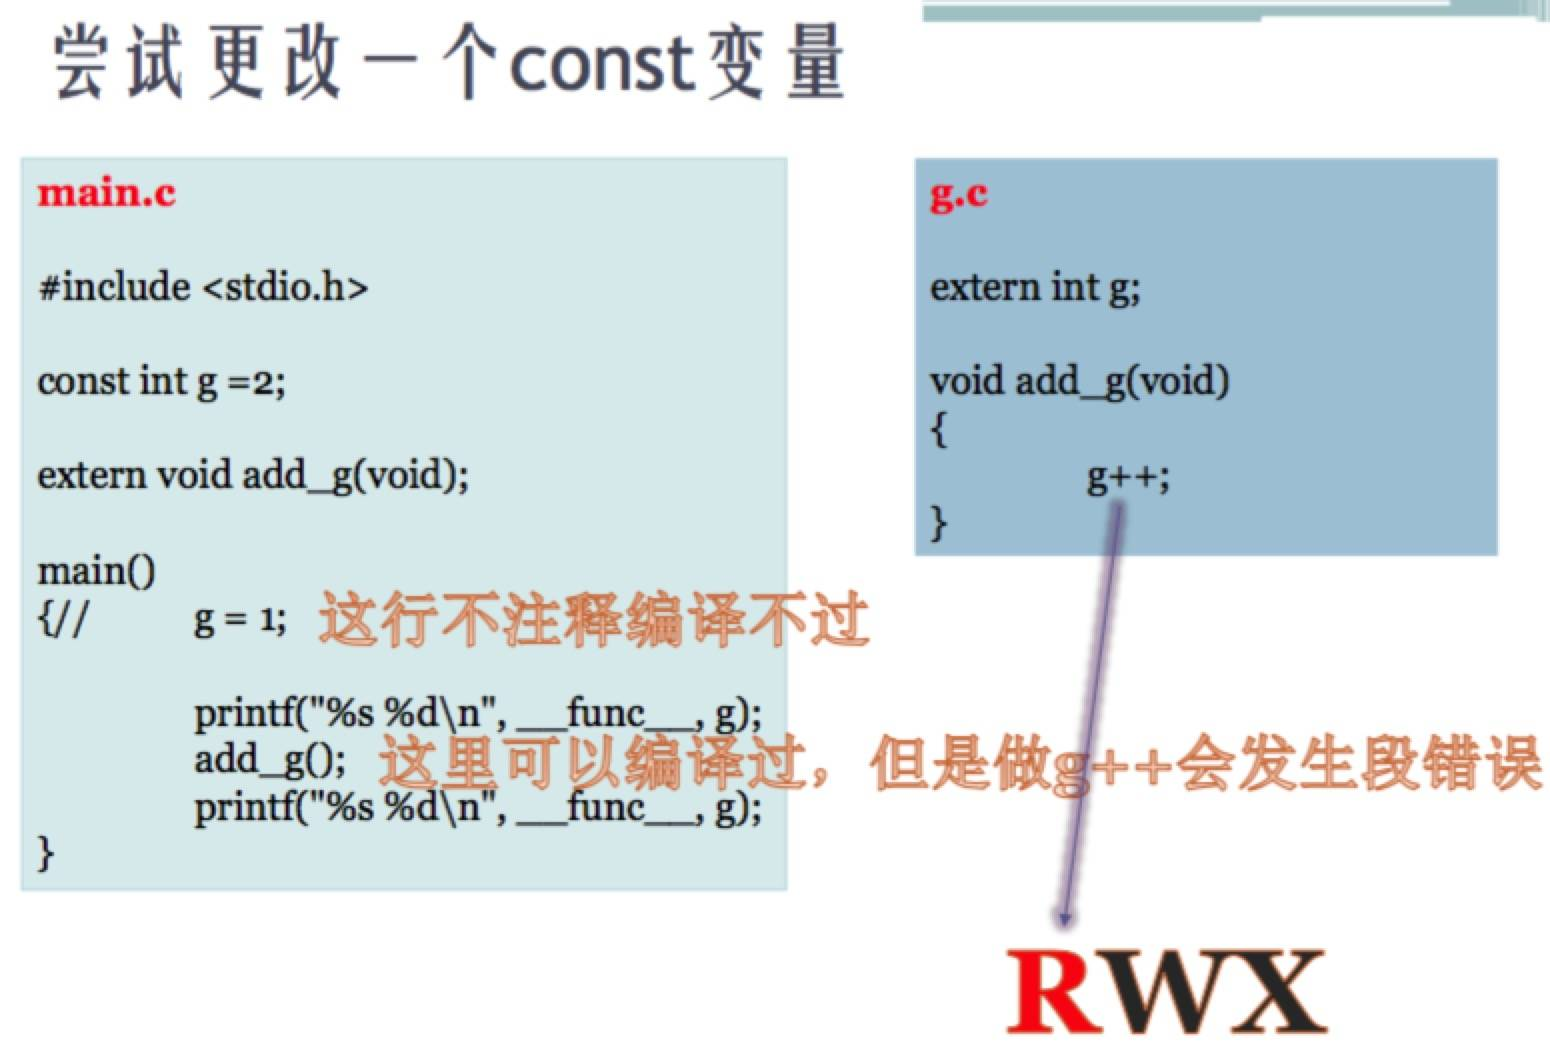 尝试更改一个const变量
main.c
#include <stdio.h>
const int g =2;
extern void add_g(void);
main()
{//	g = 1; 这行不注释编译不过
printf("%s %d\n", __func__, g);
add_g(); 这里可以编译过，但是做g++会发生段错误
printf("%s %d\n", __func__, g);
}
g.c
extern int g;
void add_g(void)
{
g++;
}
RWX